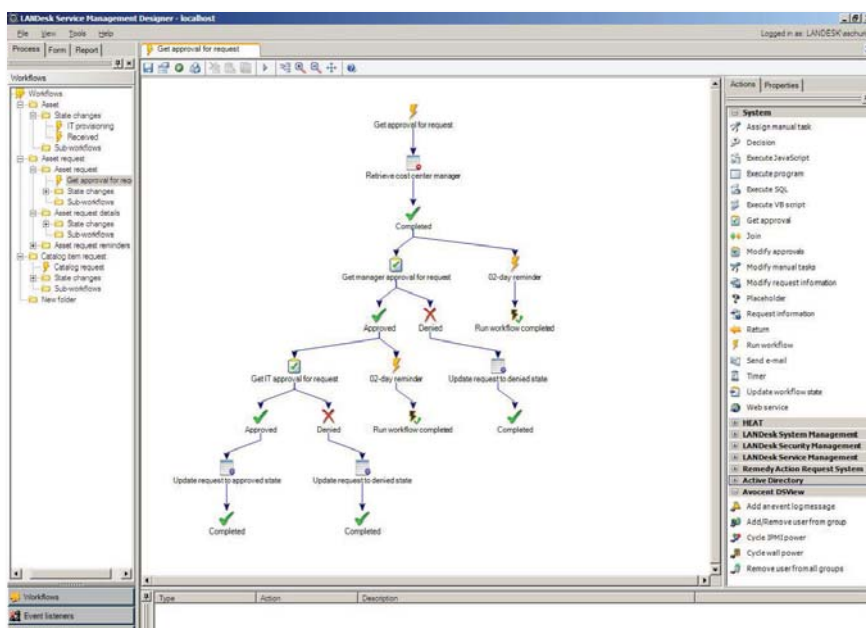 LANDesk Service Management Designer - localhost
File View Tools Help
Logged in as: LANDESK\aschur
Process Form Report
Get approval for request
Workflows
Workflows
Asset
State changes
IT provisioning
Received
Sub-workflows
Asset request
Asset request
Get approval for req
State changes
Sub-workflows
Asset request details
State changes
Sub-workflows
Asset request reminders
Catalog item request
Catalog request
State changes
Sub-workflows
New folder
Workflows
Event listeners
Get approval for request
Retrieve cost center manager
Completed
Get manager approval for request
02-day reminder
Approved
Denied
Run workflow completed
Get IT approval for request
02-day reminder
Update request to denied state
Approved
Denied
Run workflow completed
Completed
Update request to approved state
Update request to denied state
Completed
Completed
Type Action Description
Actions Properties
System
Assign manual task
Decision
Execute JavaScript
Execute program
Execute SQL
Execute VB script
Get approval
Join
Modify approvals
Modify manual tasks
Modify request information
Placeholder
Request information
Return
Run workflow
Send e-mail
Timer
Update workflow state
Web service
HEAT
LANDesk System Management
LANDesk Security Management
LANDesk Service Management
Remedy Action Request System
Active Directory
Avocent DSView
Add an event log message
Add/Remove user from group
Cycle IPMI power
Cycle wall power
Remove user from all groups